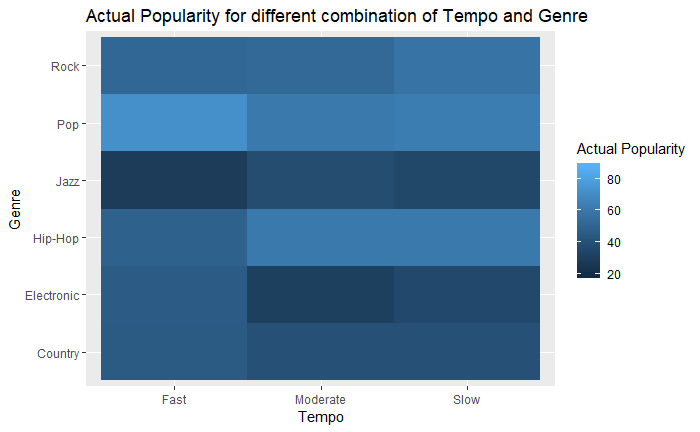 Actual Popularity for different combination of Tempo and Genre
Genre
Rock
Pop
Jazz
Hip-Hop
Electronic
Country
Fast Moderate Slow
Tempo
Actual Popularity
80
60
40
20